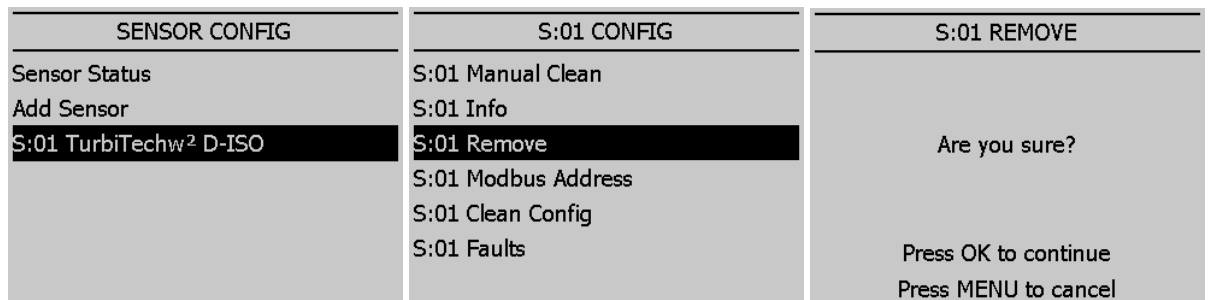 SENSOR CONFIG
Sensor Status
Add Sensor
S:01 TurbiTechw² D-ISO
S:01 CONFIG
S:01 Manual Clean
S:01 Info
S:01 Remove
S:01 Modbus Address
S:01 Clean Config
S:01 Faults
S:01 REMOVE
Are you sure?
Press OK to continue
Press MENU to cancel